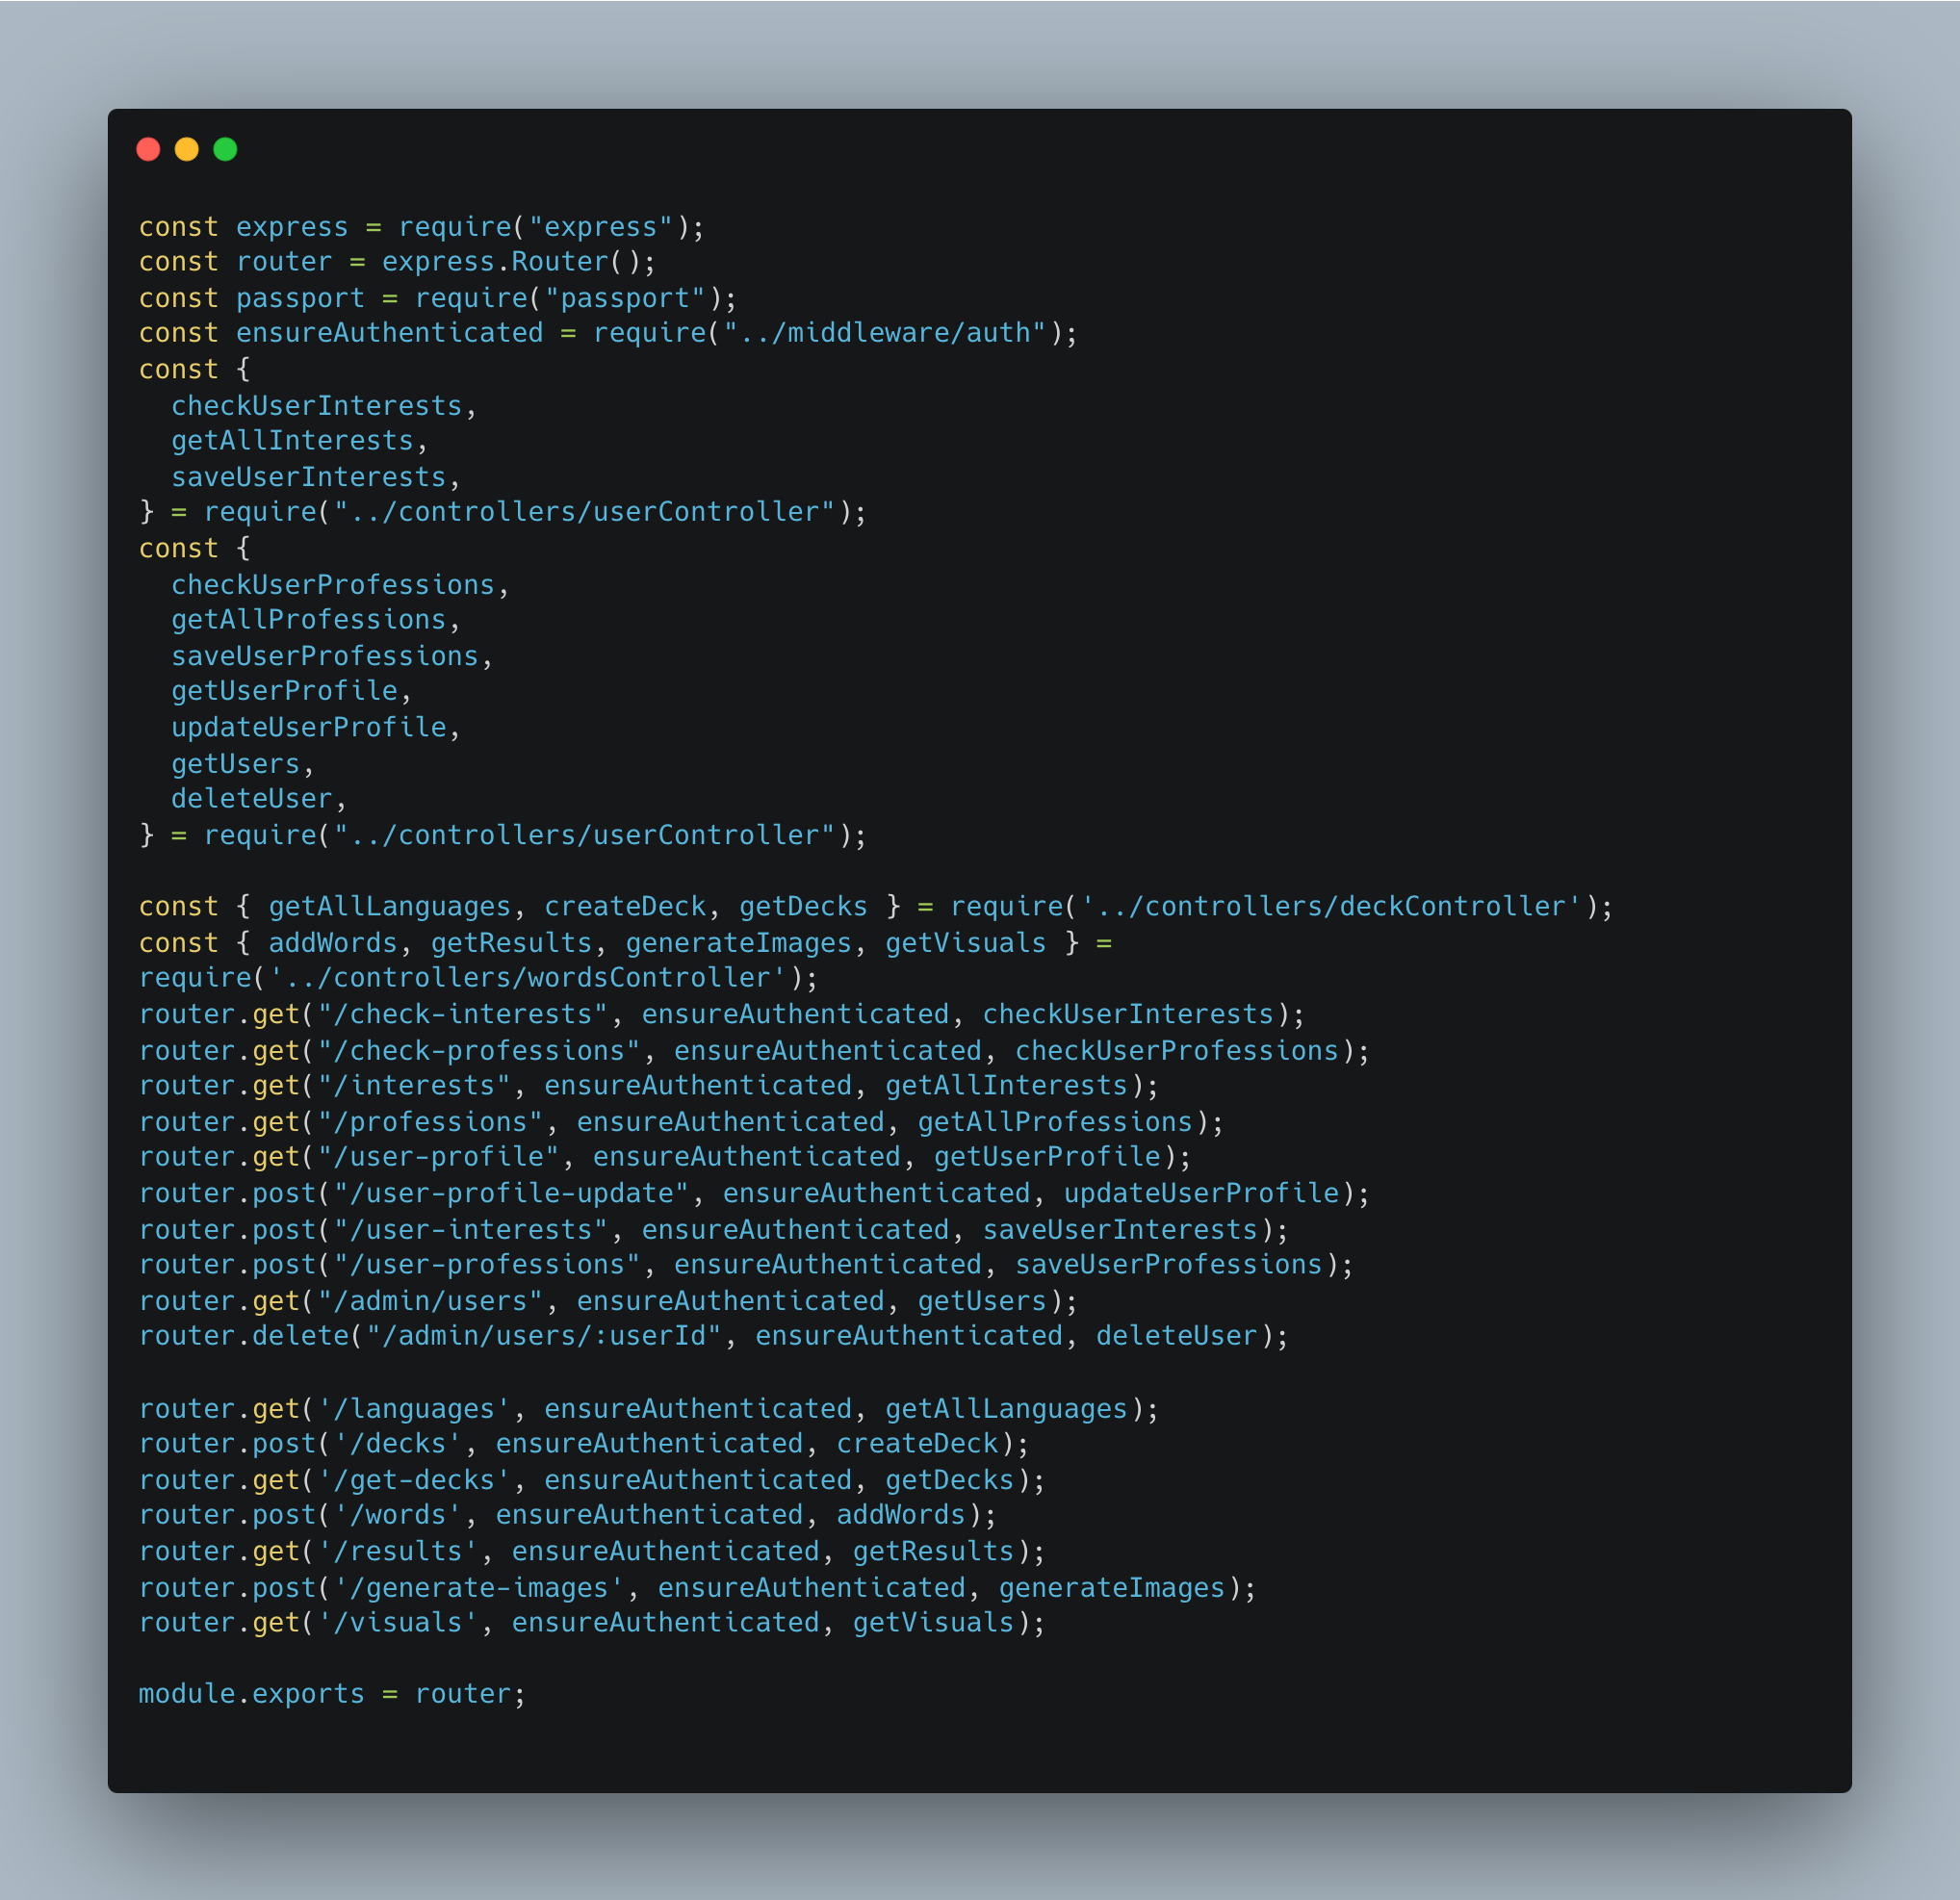 const express = require("express");
const router = express.Router();
const passport = require("passport");
const ensureAuthenticated = require("../middleware/auth");
const {
  checkUserInterests,
  getAllInterests,
  saveUserInterests,
} = require("../controllers/userController");
const {
  checkUserProfessions,
  getAllProfessions,
  saveUserProfessions,
  getUserProfile,
  updateUserProfile,
  getUsers,
  deleteUser,
} = require("../controllers/userController");

const { getAllLanguages, createDeck, getDecks } = require('../controllers/deckController');
const { addWords, getResults, generateImages, getVisuals } =
require('../controllers/wordsController');
router.get("/check-interests", ensureAuthenticated, checkUserInterests);
router.get("/check-professions", ensureAuthenticated, checkUserProfessions);
router.get("/interests", ensureAuthenticated, getAllInterests);
router.get("/professions", ensureAuthenticated, getAllProfessions);
router.get("/user-profile", ensureAuthenticated, getUserProfile);
router.post("/user-profile-update", ensureAuthenticated, updateUserProfile);
router.post("/user-interests", ensureAuthenticated, saveUserInterests);
router.post("/user-professions", ensureAuthenticated, saveUserProfessions);
router.get("/admin/users", ensureAuthenticated, getUsers);
router.delete("/admin/users/:userId", ensureAuthenticated, deleteUser);

router.get('/languages', ensureAuthenticated, getAllLanguages);
router.post('/decks', ensureAuthenticated, createDeck);
router.get('/get-decks', ensureAuthenticated, getDecks);
router.post('/words', ensureAuthenticated, addWords);
router.get('/results', ensureAuthenticated, getResults);
router.post('/generate-images', ensureAuthenticated, generateImages);
router.get('/visuals', ensureAuthenticated, getVisuals);

module.exports = router;